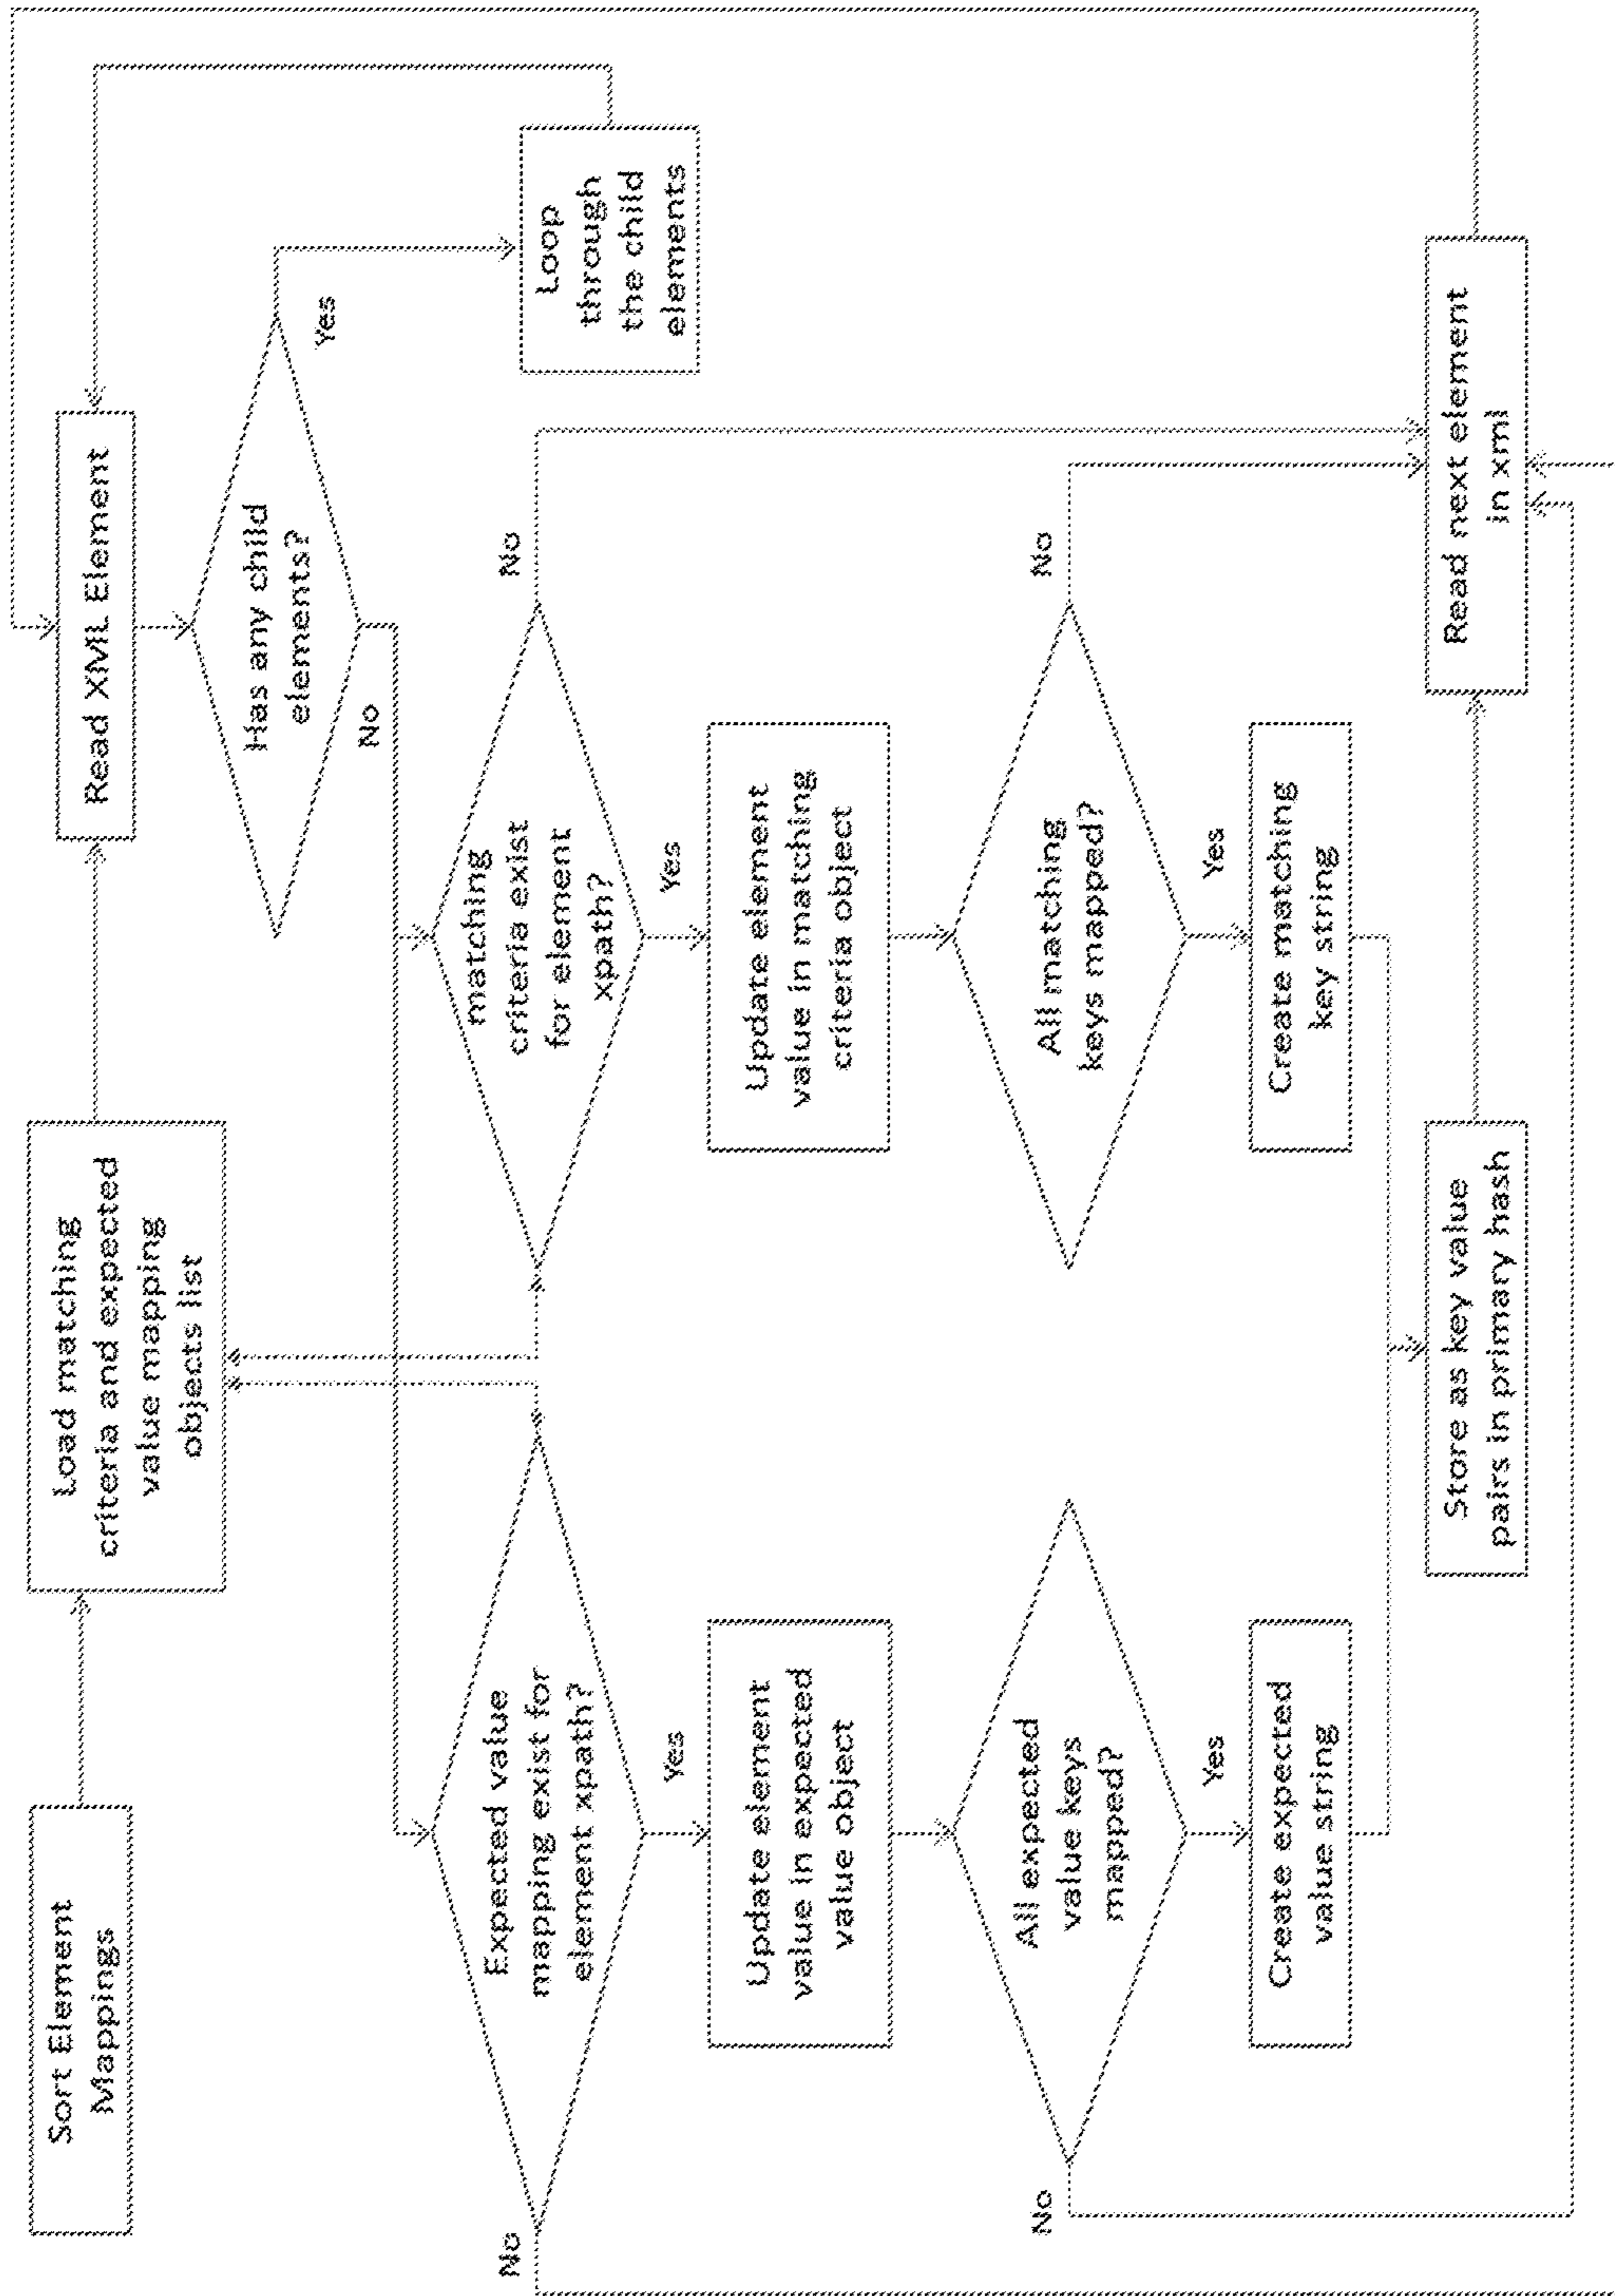 Sort Element
Mappings
Load matching
criteria and expected
value mapping
objects list
Read XML Element
Has any child
elements?
Yes
No
Loop
through
the child
elements
Expected value
mapping exist for
element xpath?
No
Yes
matching
criteria exist
for element
xpath?
No
Yes
Update element
value in expected
value object
Update element
value in matching
criteria object
All expected
value keys
mapped?
No
Yes
All matching
keys mapped?
No
Yes
Create expected
value string
Create matching
key string
Store as key value
pairs in primary hash
Read next element
in xml